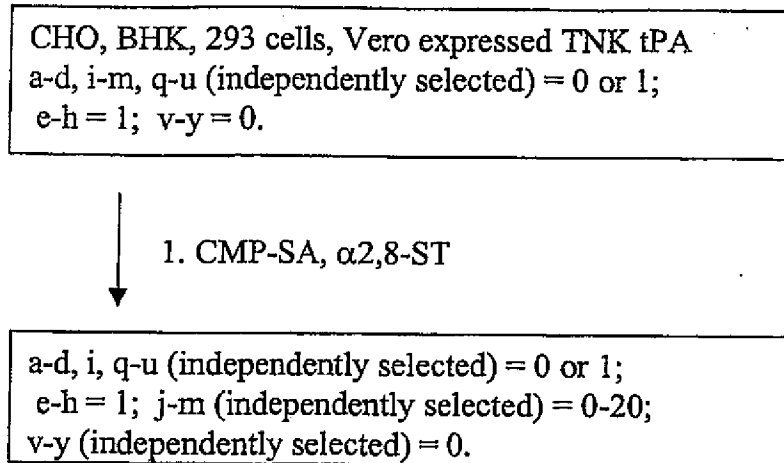 CHO, BHK, 293 cells, Vero expressed TNK tPA
a-d, i-m, q-u (independently selected) = 0 or 1;
e-h = 1; v-y = 0.
1. CMP-SA, α2,8-ST
a-d, i, q-u (independently selected) = 0 or 1;
e-h = 1; j-m (independently selected) = 0-20;
v-y (independently selected) = 0.